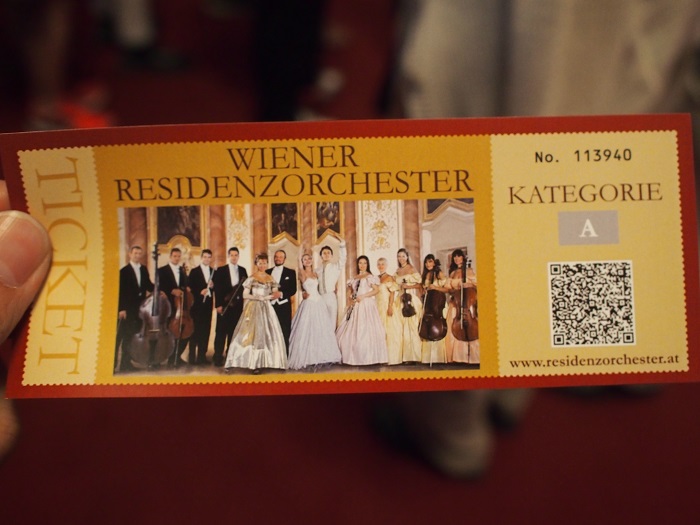 TICKET
WIENER
RESIDENZORCHESTER
No. 113940
KATEGORIE
A
www.residenzorchester.at